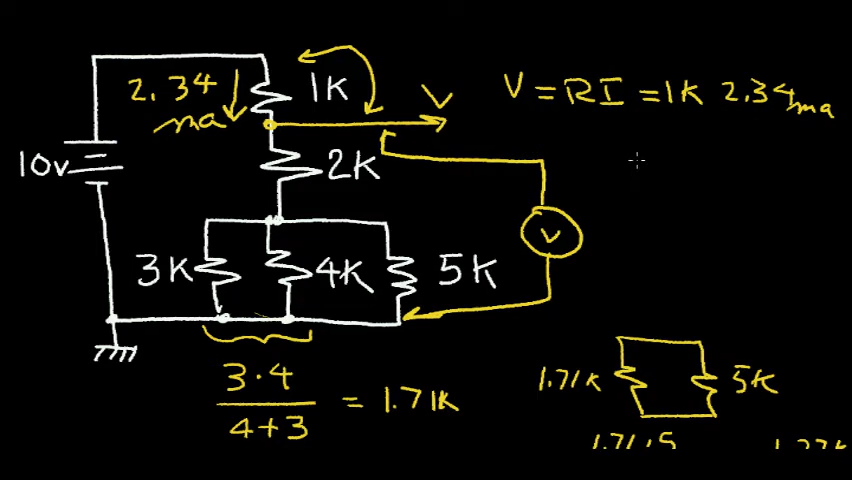 2.34 ma
1K
V
V = RI = 1K 2.34ma
10v
2K
V
3K
4K
5K
3·4
4+3
= 1.71K
1.71K
5K